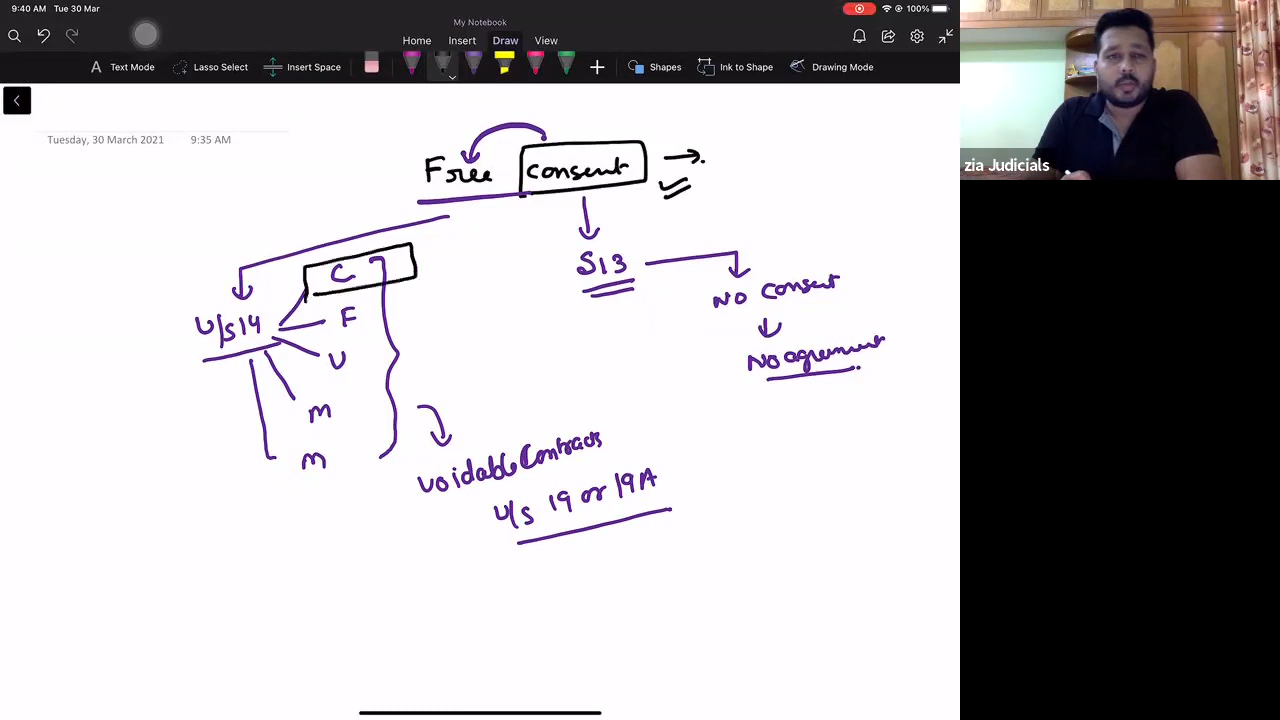 9:40 AM Tue 30 Mar
100%
My Notebook
Home Insert Draw View
Text Mode Lasso Select Insert Space Shapes Ink to Shape Drawing Mode
Tuesday, 30 March 2021 9:35 AM
zia Judicials
Free consent
S13
No consent
No agreement
U/S 14
C
F
U
m
m
voidable Contracts
U/S 19 or 19A